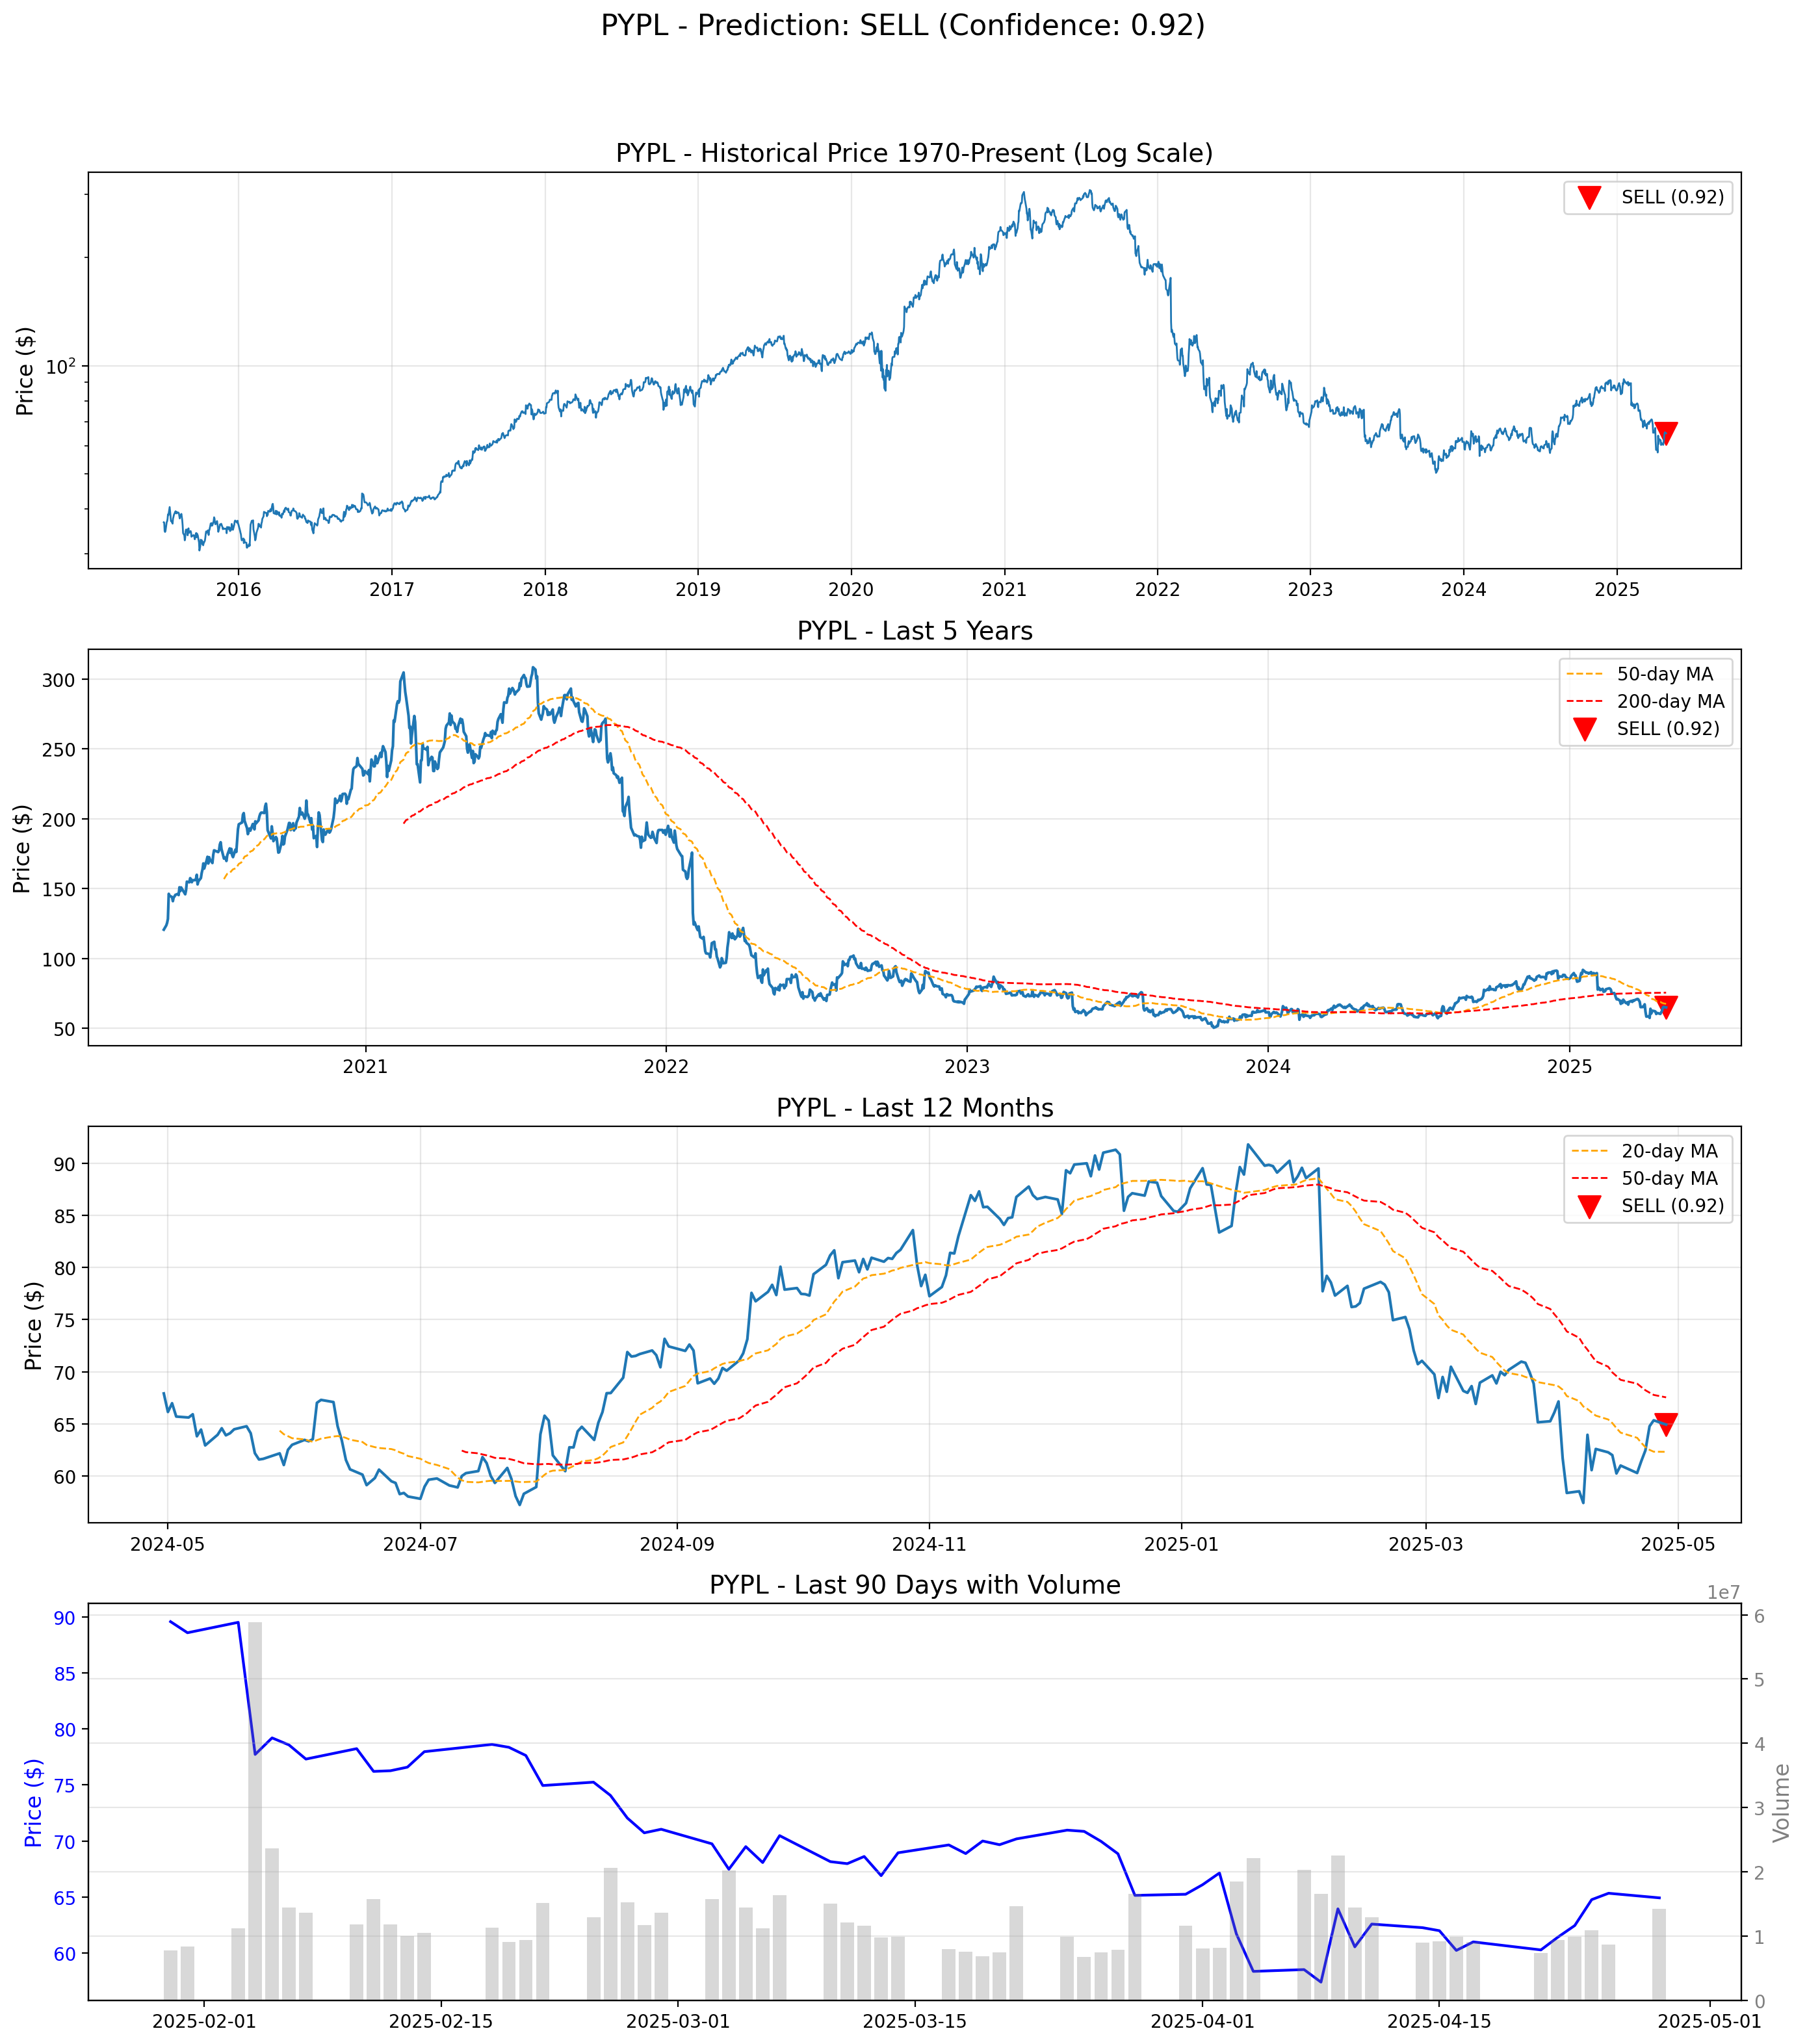 PYPL - Prediction: SELL (Confidence: 0.92)
PYPL - Historical Price 1970-Present (Log Scale)
SELL (0.92)
Price ($)
10²
2016 2017 2018 2019 2020 2021 2022 2023 2024 2025
PYPL - Last 5 Years
50-day MA
200-day MA
SELL (0.92)
Price ($)
300
250
200
150
100
50
2021 2022 2023 2024 2025
PYPL - Last 12 Months
20-day MA
50-day MA
SELL (0.92)
Price ($)
90
85
80
75
70
65
60
2024-05 2024-07 2024-09 2024-11 2025-01 2025-03 2025-05
PYPL - Last 90 Days with Volume
1e7
Price ($)
90
85
80
75
70
65
60
6
5
4
3
2
1
0
Volume
2025-02-01 2025-02-15 2025-03-01 2025-03-15 2025-04-01 2025-04-15 2025-05-01